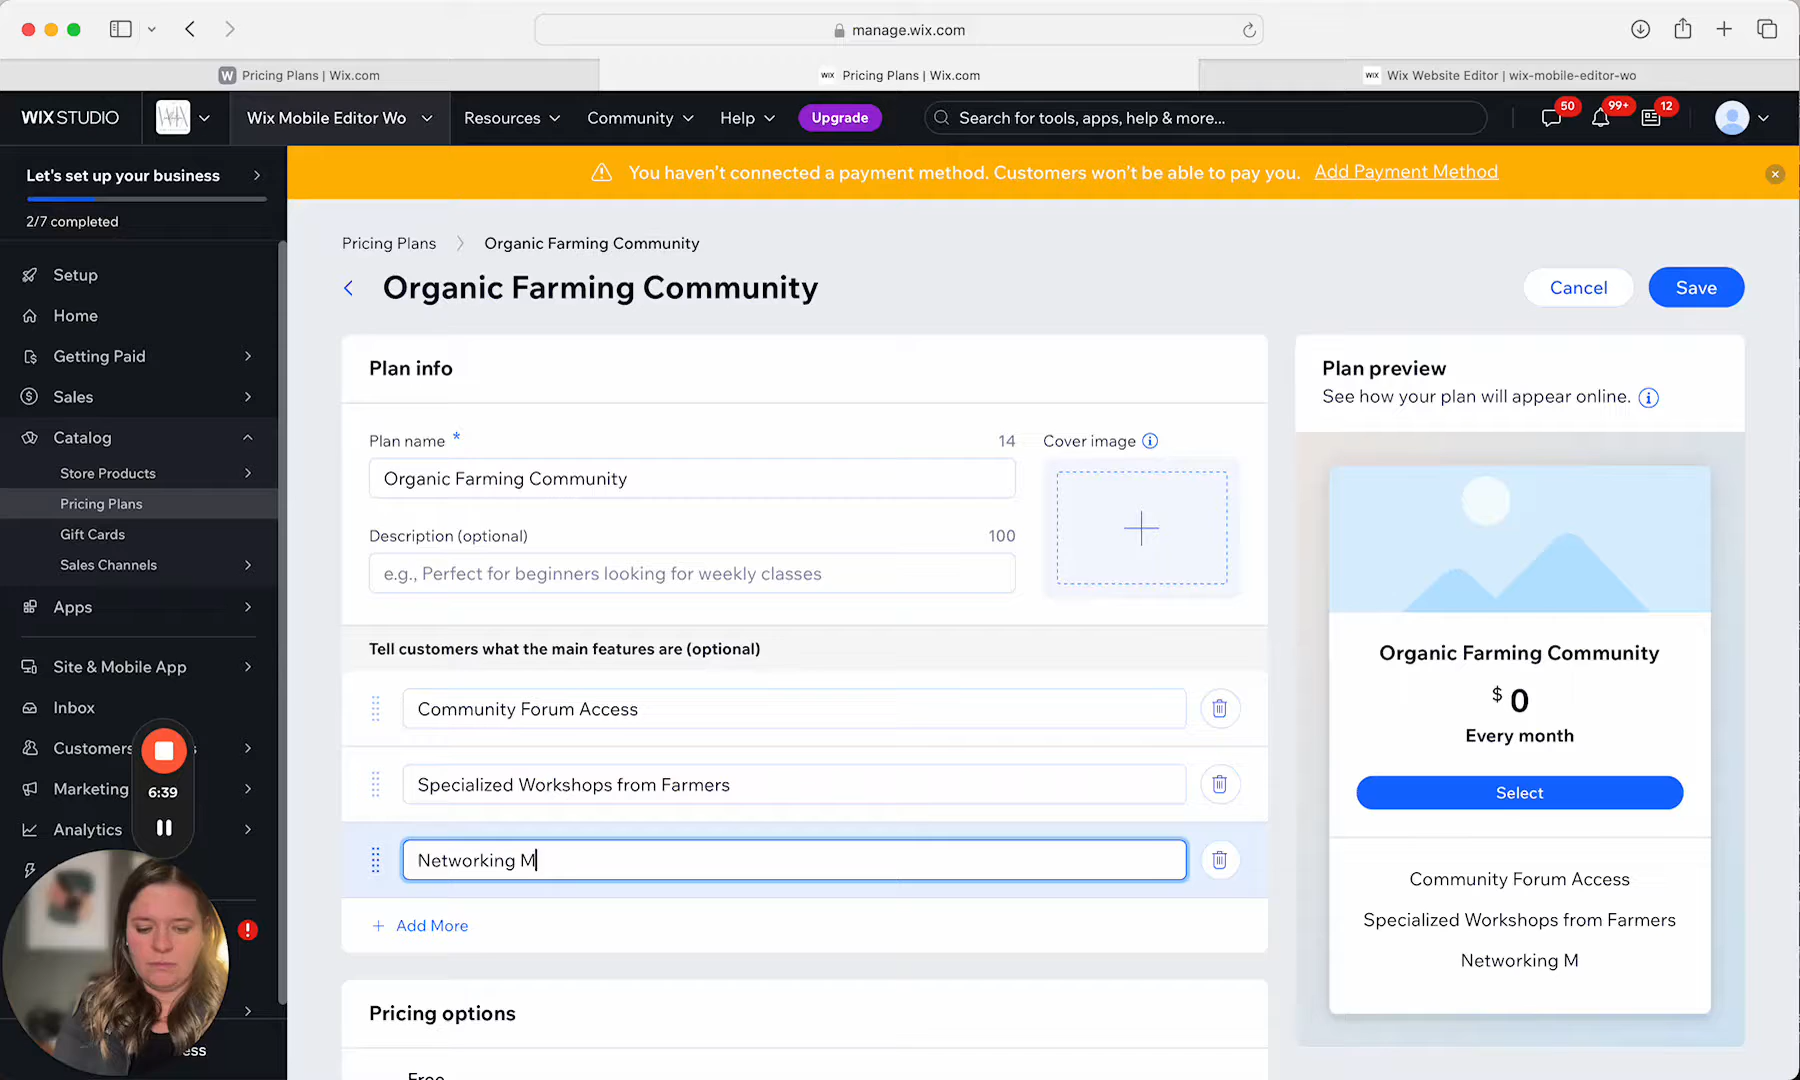 manage.wix.com
W Pricing Plans | Wix.com
WIX Pricing Plans | Wix.com
WIX Wix Website Editor | wix-mobile-editor-wo
WIX STUDIO
Wix Mobile Editor Wo
Resources
Community
Help
Upgrade
Search for tools, apps, help & more...
50
99+
12
Let's set up your business
2/7 completed
You haven't connected a payment method. Customers won't be able to pay you. Add Payment Method
Setup
Home
Getting Paid
Sales
Catalog
Store Products
Pricing Plans
Gift Cards
Sales Channels
Apps
Site & Mobile App
Inbox
Customers
Marketing
Analytics
6:39
Pricing Plans
Organic Farming Community
Organic Farming Community
Cancel
Save
Plan info
Plan name *
14
Organic Farming Community
Description (optional)
100
e.g., Perfect for beginners looking for weekly classes
Cover image
Tell customers what the main features are (optional)
Community Forum Access
Specialized Workshops from Farmers
Networking M
+ Add More
Pricing options
Free
Plan preview
See how your plan will appear online.
Organic Farming Community
$ 0
Every month
Select
Community Forum Access
Specialized Workshops from Farmers
Networking M